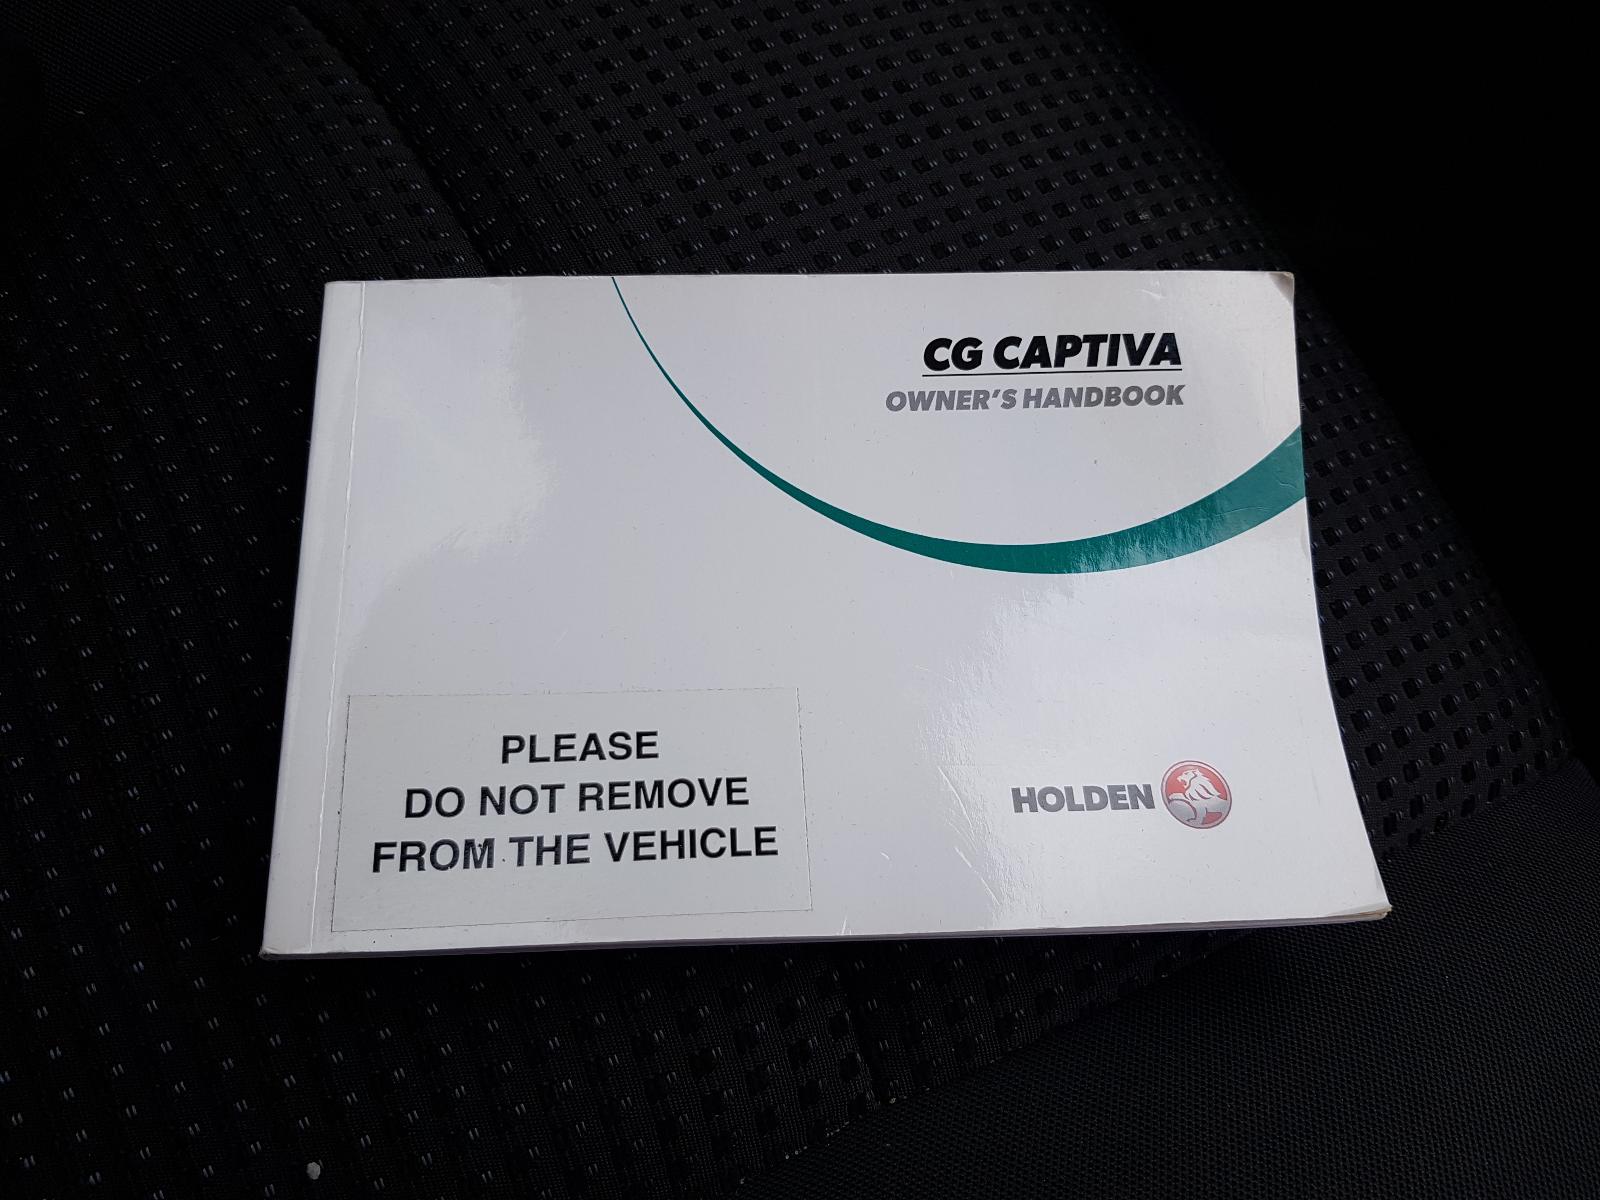 CG CAPTIVA
OWNER'S HANDBOOK
PLEASE
DO NOT REMOVE
FROM THE VEHICLE
HOLDEN